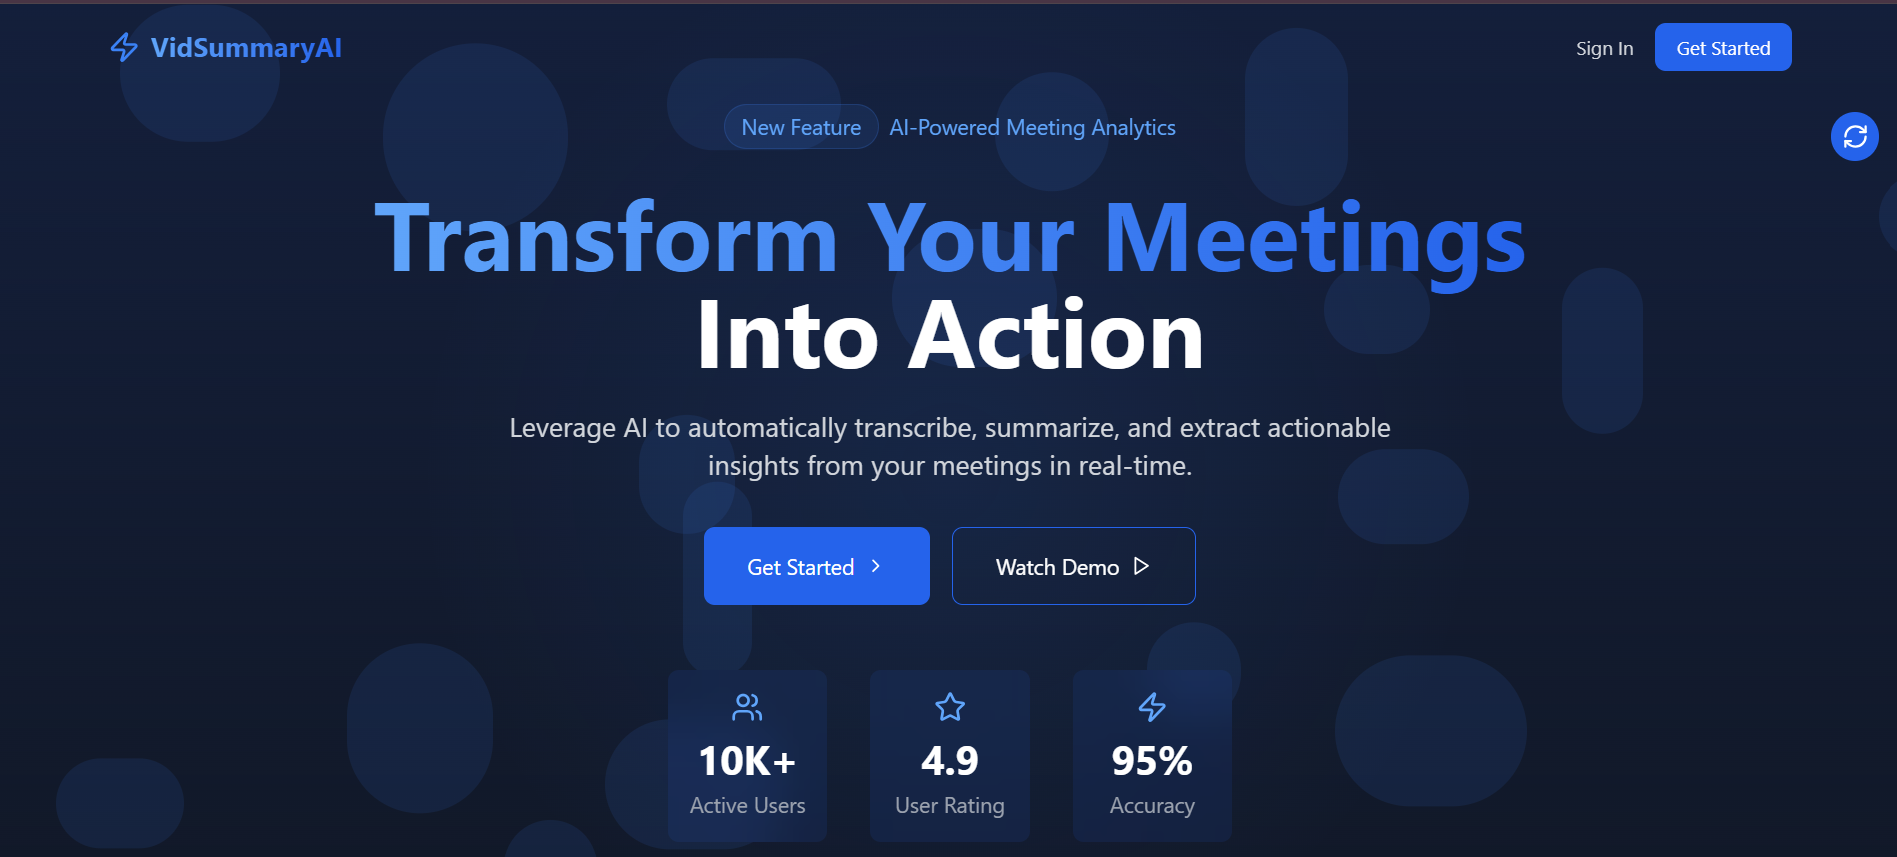 VidSummaryAI
Sign In
Get Started
New Feature
AI-Powered Meeting Analytics
Transform Your Meetings
Into Action
Leverage AI to automatically transcribe, summarize, and extract actionable
insights from your meetings in real-time.
Get Started
Watch Demo
10K+
Active Users
4.9
User Rating
95%
Accuracy